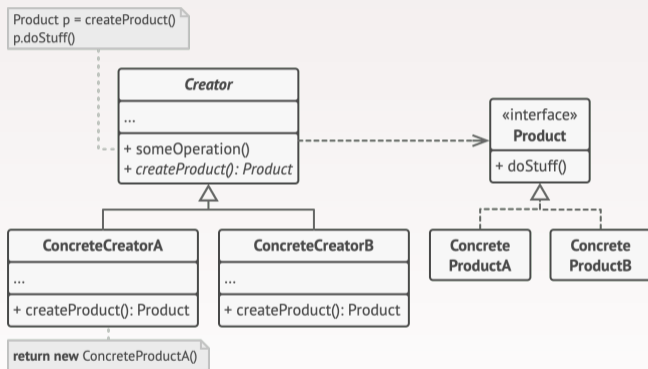 Product p = createProduct()
p.doStuff()
Creator
...
+ someOperation()
+ createProduct(): Product
«interface»
Product
+ doStuff()
ConcreteCreatorA
...
+ createProduct(): Product
ConcreteCreatorB
...
+ createProduct(): Product
Concrete
ProductA
Concrete
ProductB
return new ConcreteProductA()